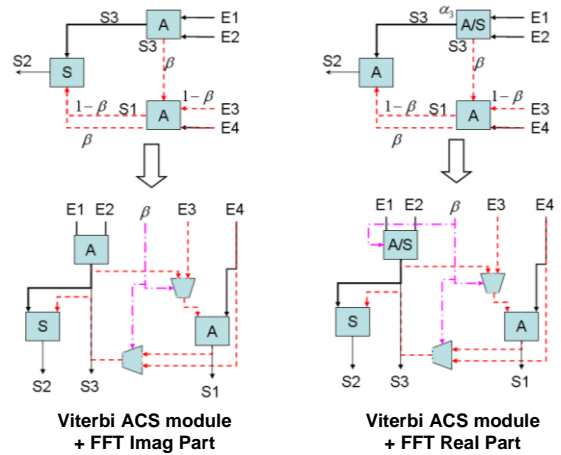 S3 A E1 α₃ A/S E1
E2 S3 E2
S3 S3
S2 S β S2 A β
1 − β S1 1 − β 1 − β S1 1 − β
A E3 A E3
β E4 β E4
E1 E2 β E3 E4 E1 E2 β E3 E4
A A/S
S A S A
S2 S3 S1 S2 S3 S1
Viterbi ACS module Viterbi ACS module
+ FFT Imag Part + FFT Real Part